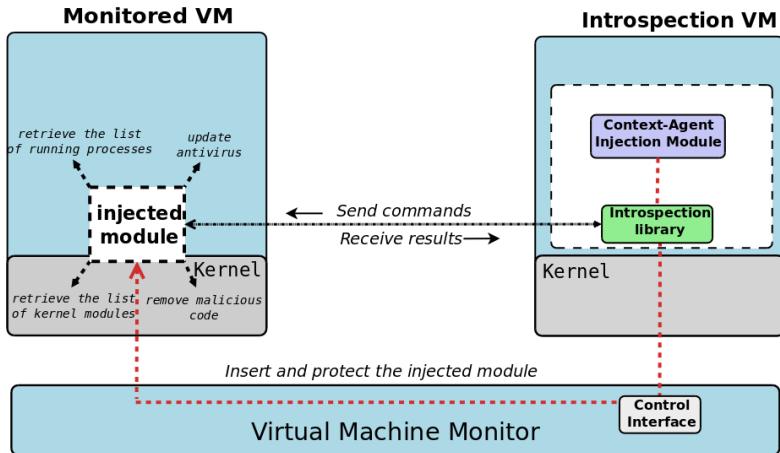 Monitored VM
Introspection VM
retrieve the list
of running processes
update
antivirus
injected
module
Kernel
retrieve the list
of kernel modules
remove malicious
code
Send commands
Receive results
Context-Agent
Injection Module
Introspection
library
Kernel
Insert and protect the injected module
Control
Interface
Virtual Machine Monitor